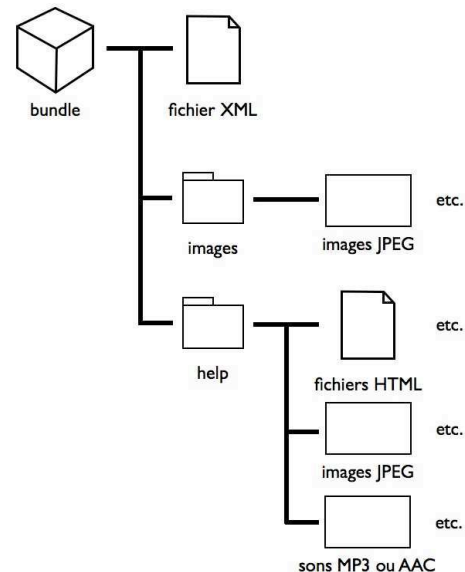 bundle
fichier XML
images
images JPEG
etc.
help
fichiers HTML
etc.
images JPEG
etc.
sons MP3 ou AAC
etc.